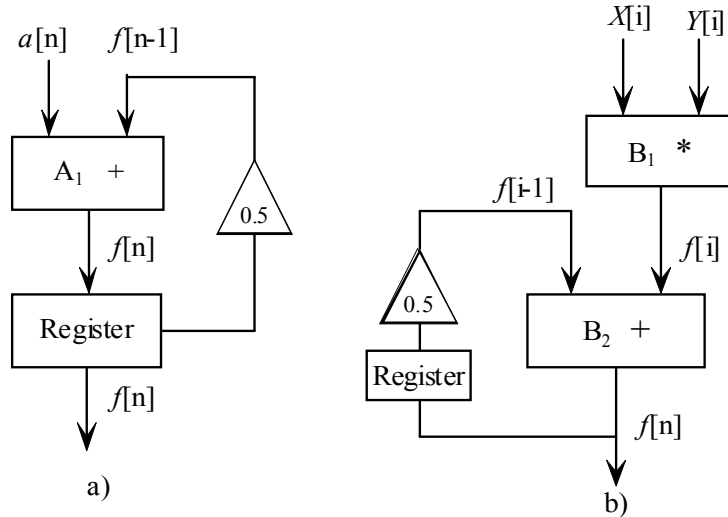 a[n]
f[n-1]
A₁ +
0.5
f[n]
Register
f[n]
a)
X[i]
Y[i]
B₁ *
f[i-1]
f[i]
0.5
B₂ +
Register
f[n]
b)